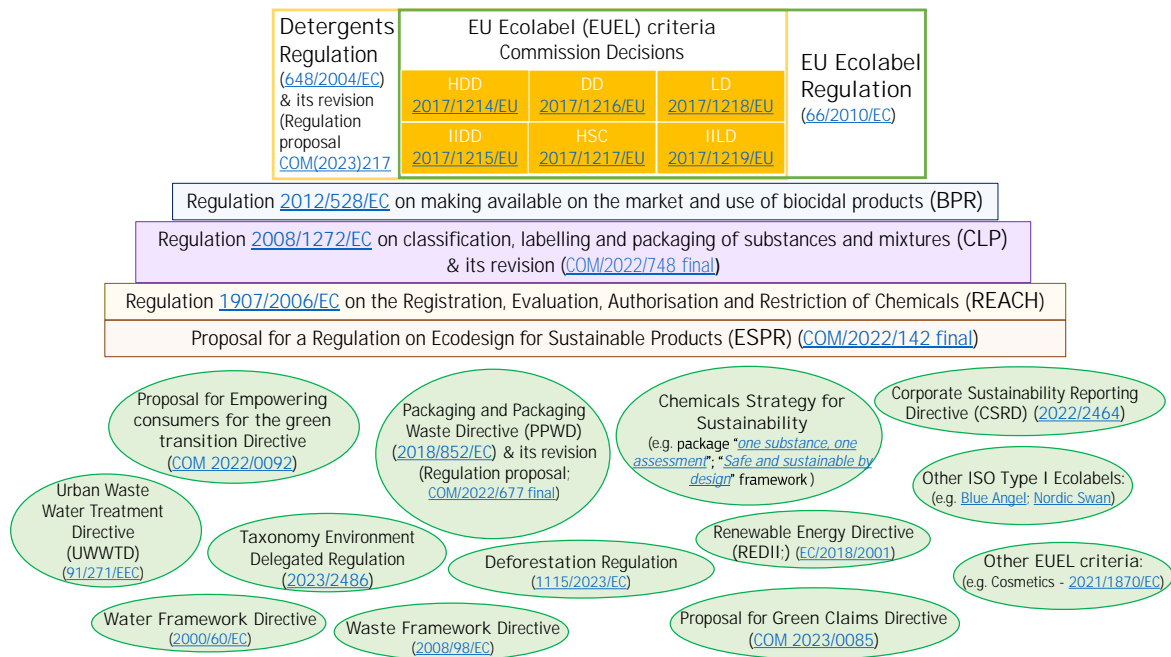 Detergents
Regulation
(648/2004/EC)
& its revision
(Regulation
proposal
COM(2023)217
EU Ecolabel (EUEL) criteria
Commission Decisions
HDD
2017/1214/EU
DD
2017/1216/EU
LD
2017/1218/EU
IIDD
2017/1215/EU
HSC
2017/1217/EU
IILD
2017/1219/EU
EU Ecolabel
Regulation
(66/2010/EC)
Regulation 2012/528/EC on making available on the market and use of biocidal products (BPR)
Regulation 2008/1272/EC on classification, labelling and packaging of substances and mixtures (CLP)
& its revision (COM/2022/748 final)
Regulation 1907/2006/EC on the Registration, Evaluation, Authorisation and Restriction of Chemicals (REACH)
Proposal for a Regulation on Ecodesign for Sustainable Products (ESPR) (COM/2022/142 final)
Proposal for Empowering
consumers for the green
transition Directive
(COM 2022/0092)
Packaging and Packaging
Waste Directive (PPWD)
(2018/852/EC) & its revision
(Regulation proposal;
COM/2022/677 final)
Chemicals Strategy for
Sustainability
(e.g. package “one substance, one
assessment”; “Safe and sustainable by
design” framework )
Corporate Sustainability Reporting
Directive (CSRD) (2022/2464)
Other ISO Type I Ecolabels:
(e.g. Blue Angel; Nordic Swan)
Urban Waste
Water Treatment
Directive
(UWWTD)
(91/271/EEC)
Taxonomy Environment
Delegated Regulation
(2023/2486)
Deforestation Regulation
(1115/2023/EC)
Renewable Energy Directive
(REDII;) (EC/2018/2001)
Other EUEL criteria:
(e.g. Cosmetics - 2021/1870/EC)
Water Framework Directive
(2000/60/EC)
Waste Framework Directive
(2008/98/EC)
Proposal for Green Claims Directive
(COM 2023/0085)